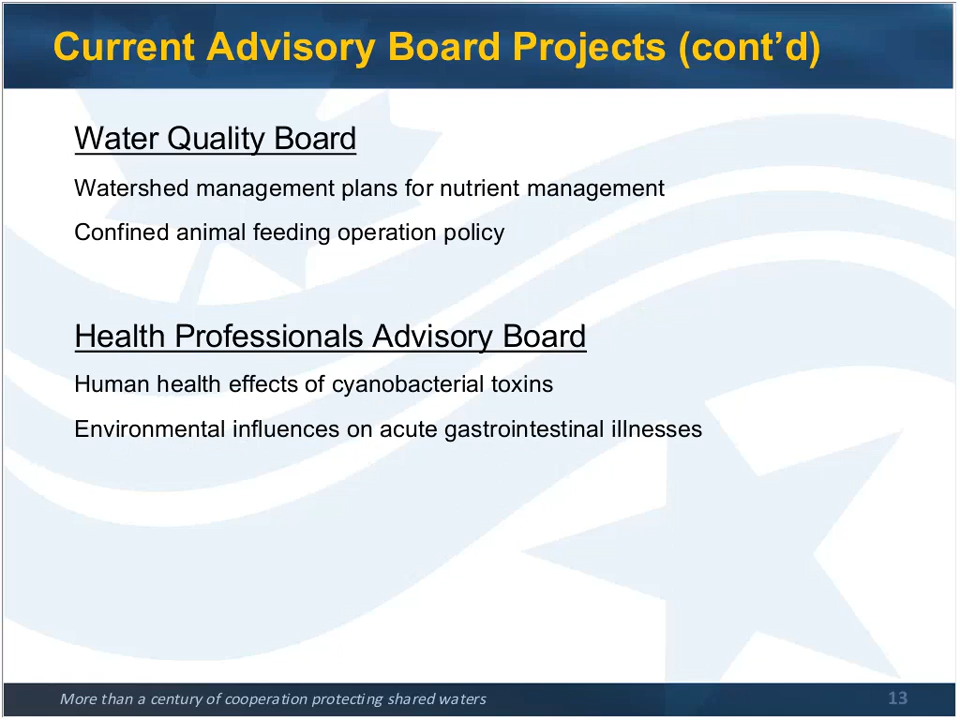 Current Advisory Board Projects (cont’d)
Water Quality Board
Watershed management plans for nutrient management
Confined animal feeding operation policy
Health Professionals Advisory Board
Human health effects of cyanobacterial toxins
Environmental influences on acute gastrointestinal illnesses
More than a century of cooperation protecting shared waters
13